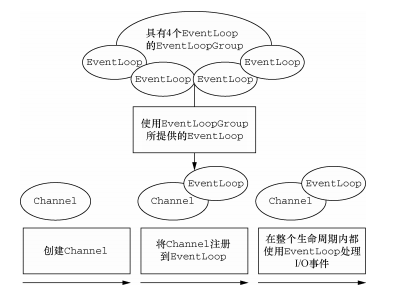 具有4个EventLoop
的EventLoopGroup
EventLoop
EventLoop
EventLoop
EventLoop
使用EventLoopGroup
所提供的EventLoop
Channel
Channel
EventLoop
Channel
EventLoop
创建Channel
将Channel注册
到EventLoop
在整个生命周期内都
使用EventLoop处理
I/O事件